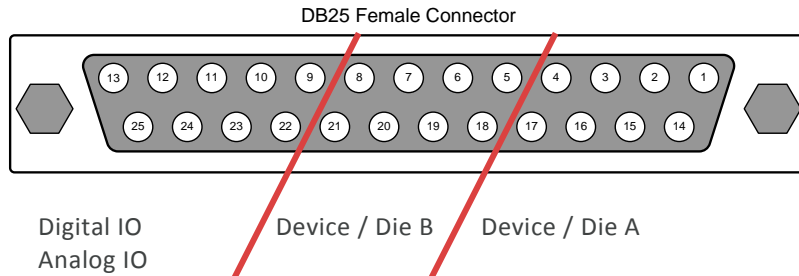 DB25 Female Connector
13 12 11 10 9 8 7 6 5 4 3 2 1
25 24 23 22 21 20 19 18 17 16 15 14
Digital IO Device / Die B Device / Die A
Analog IO